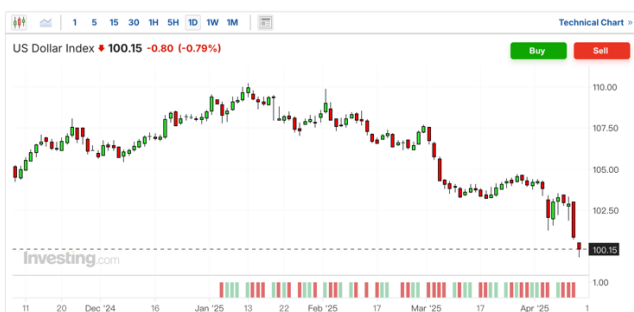 1 5 15 30 1H 5H 1D 1W 1M Technical Chart »
US Dollar Index 100.15 -0.80 (-0.79%) Buy Sell
110.00
107.50
105.00
102.50
100.15
Investing.com
1.00
11 20 Dec '24 16 Jan '25 13 22 Feb '25 17 Mar '25 17 Apr '25 1